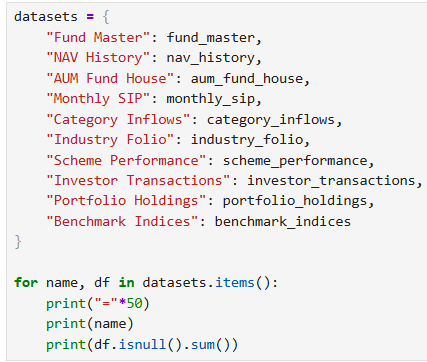 datasets = {
    "Fund Master": fund_master,
    "NAV History": nav_history,
    "AUM Fund House": aum_fund_house,
    "Monthly SIP": monthly_sip,
    "Category Inflows": category_inflows,
    "Industry Folio": industry_folio,
    "Scheme Performance": scheme_performance,
    "Investor Transactions": investor_transactions,
    "Portfolio Holdings": portfolio_holdings,
    "Benchmark Indices": benchmark_indices
}

for name, df in datasets.items():
    print("="*50)
    print(name)
    print(df.isnull().sum())